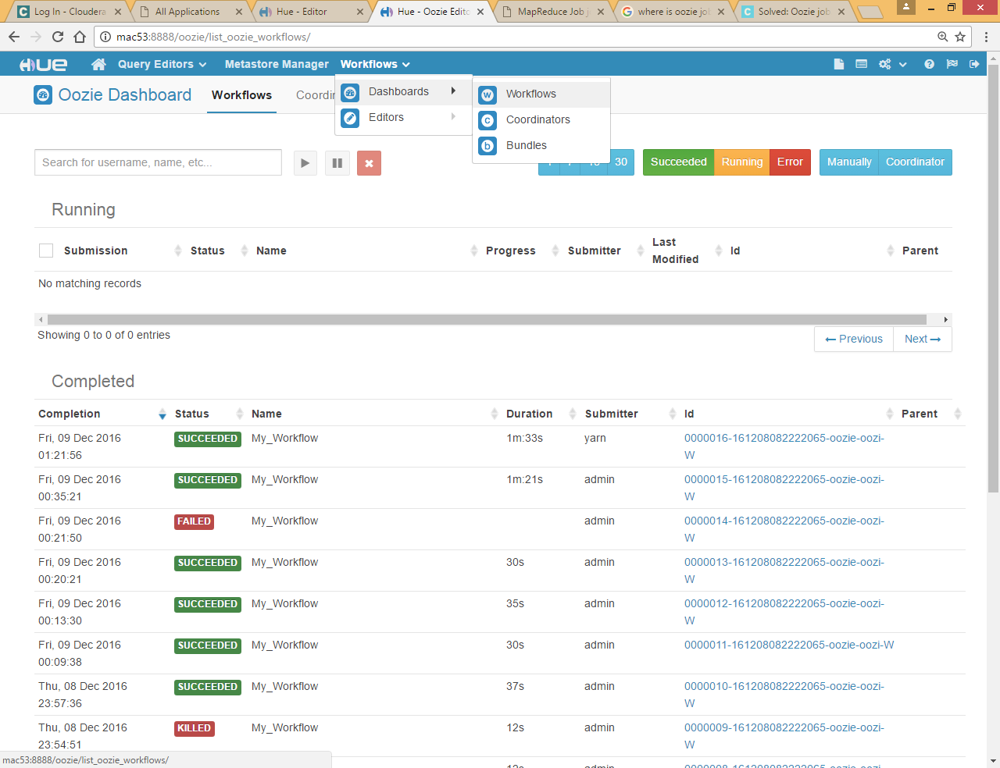 Log In - Cloudera
All Applications
Hue - Editor
Hue - Oozie Edito
MapReduce Job j
where is oozie job
Solved: Oozie job
mac53:8888/oozie/list_oozie_workflows/
HUE
Query Editors
Metastore Manager
Workflows
Oozie Dashboard
Workflows
Coordin
Dashboards
Editors
Workflows
Coordinators
Bundles
Search for username, name, etc...
30
Succeeded
Running
Error
Manually
Coordinator
Running
Submission
Status
Name
Progress
Submitter
Last
Modified
Id
Parent
No matching records
Showing 0 to 0 of 0 entries
Previous
Next
Completed
Completion
Status
Name
Duration
Submitter
Id
Parent
Fri, 09 Dec 2016
01:21:56
SUCCEEDED
My_Workflow
1m:33s
yarn
0000016-161208082222065-oozie-oozi-
W
Fri, 09 Dec 2016
00:35:21
SUCCEEDED
My_Workflow
1m:21s
admin
0000015-161208082222065-oozie-oozi-
W
Fri, 09 Dec 2016
00:21:50
FAILED
My_Workflow
admin
0000014-161208082222065-oozie-oozi-
W
Fri, 09 Dec 2016
00:20:21
SUCCEEDED
My_Workflow
30s
admin
0000013-161208082222065-oozie-oozi-
W
Fri, 09 Dec 2016
00:13:30
SUCCEEDED
My_Workflow
35s
admin
0000012-161208082222065-oozie-oozi-
W
Fri, 09 Dec 2016
00:09:38
SUCCEEDED
My_Workflow
30s
admin
0000011-161208082222065-oozie-oozi-W
Thu, 08 Dec 2016
23:57:36
SUCCEEDED
My_Workflow
37s
admin
0000010-161208082222065-oozie-oozi-
W
Thu, 08 Dec 2016
23:54:51
KILLED
My_Workflow
12s
admin
0000009-161208082222065-oozie-oozi-
W
mac53:8888/oozie/list_oozie_workflows/